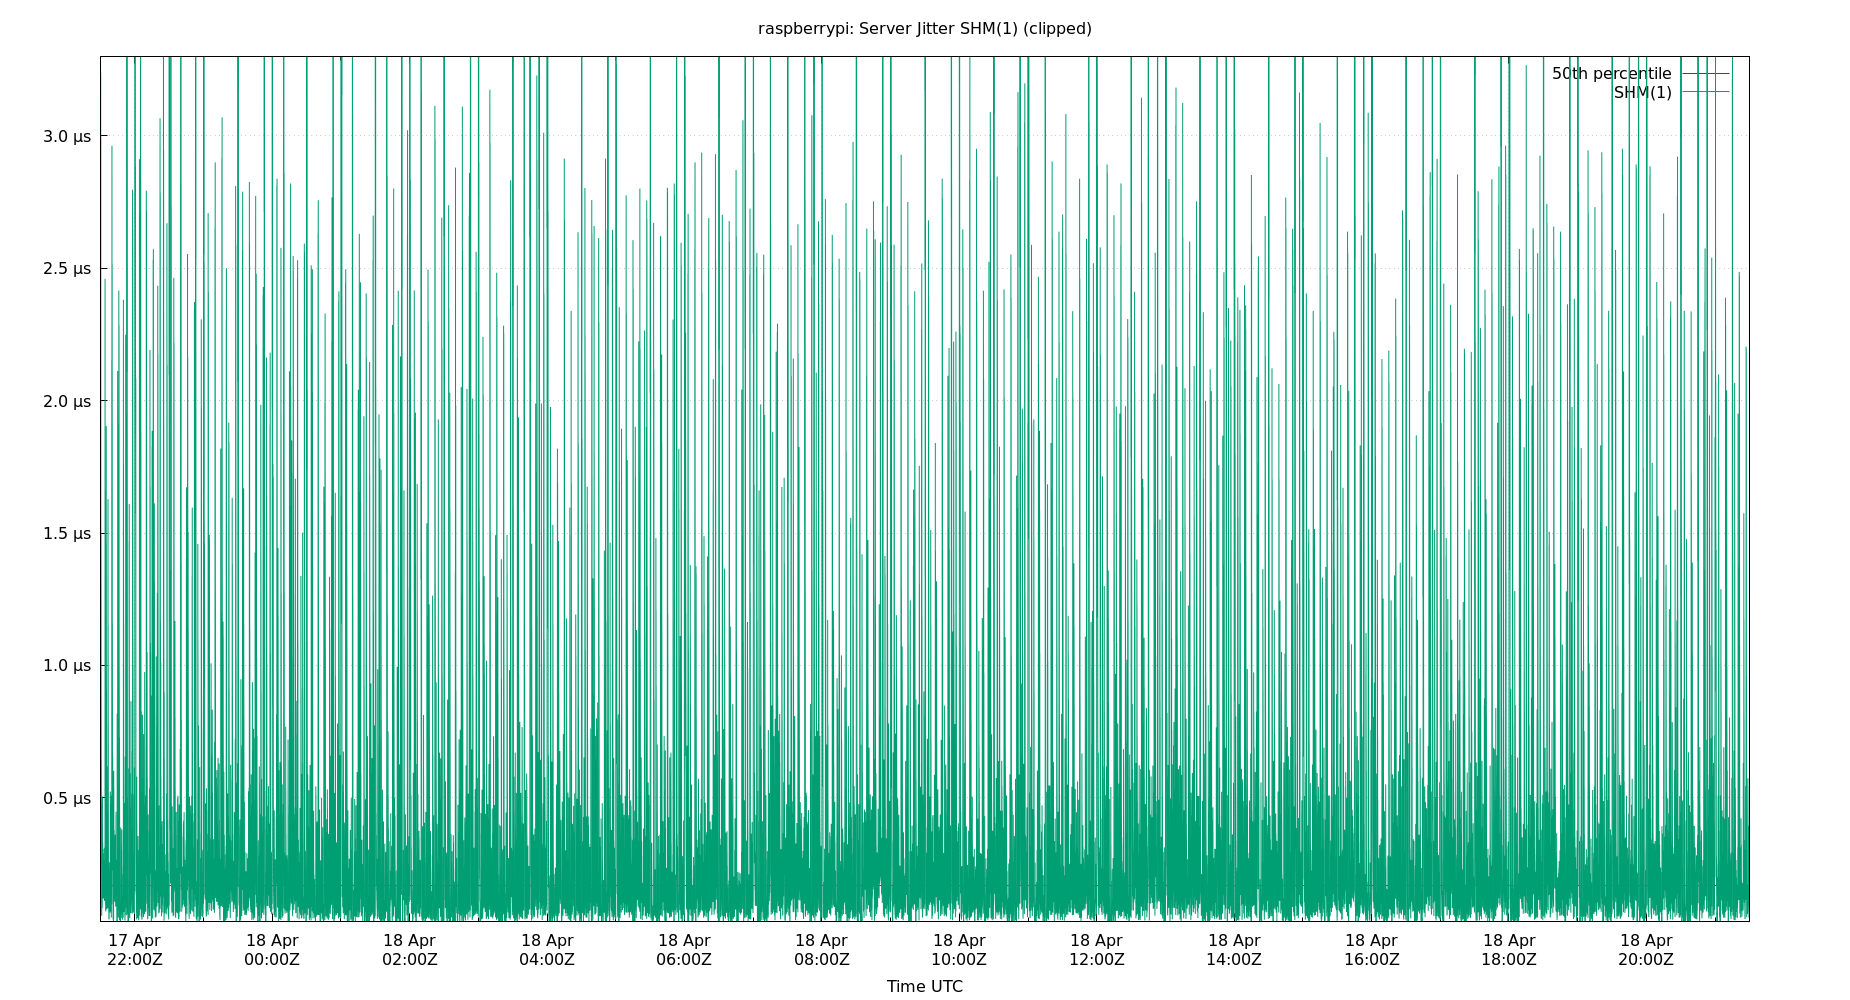 raspberrypi: Server Jitter SHM(1) (clipped)
50th percentile
SHM(1)
3.0 µs
2.5 µs
2.0 µs
1.5 µs
1.0 µs
0.5 µs
17 Apr 18 Apr 18 Apr 18 Apr 18 Apr 18 Apr 18 Apr 18 Apr 18 Apr 18 Apr 18 Apr 18 Apr
22:00Z 00:00Z 02:00Z 04:00Z 06:00Z 08:00Z 10:00Z 12:00Z 14:00Z 16:00Z 18:00Z 20:00Z
Time UTC